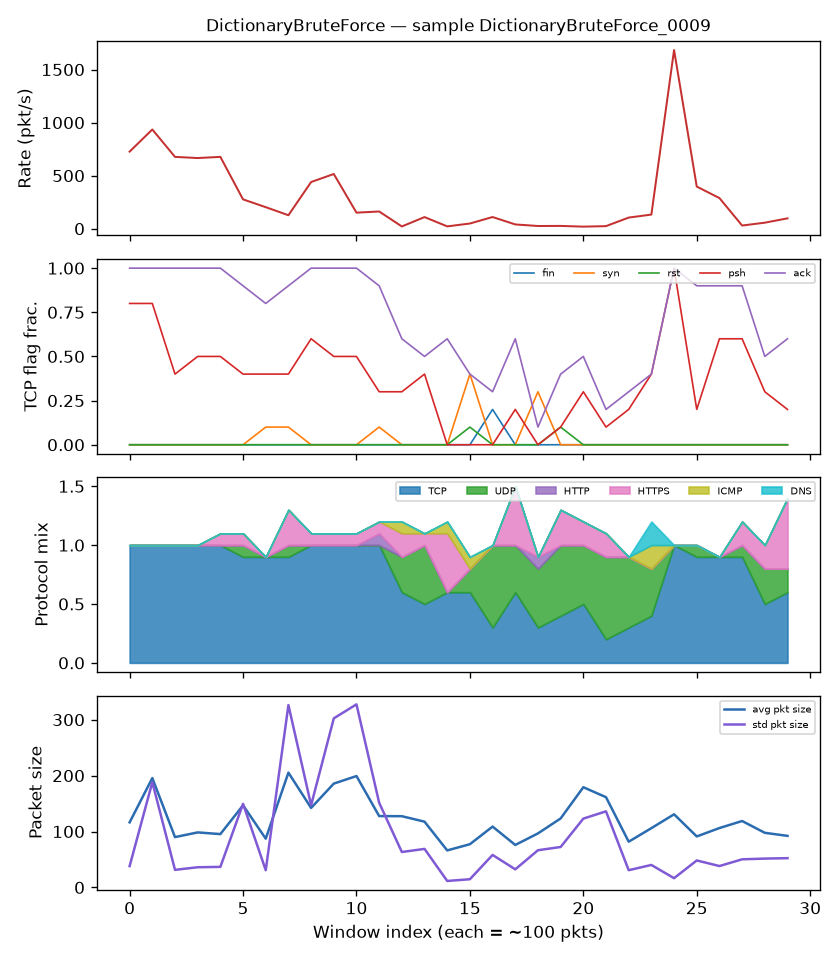 DictionaryBruteForce — sample DictionaryBruteForce_0009
Rate (pkt/s)
1500
1000
500
0
TCP flag frac.
1.00
0.75
0.50
0.25
0.00
fin syn rst psh ack
Protocol mix
1.5
1.0
0.5
0.0
TCP UDP HTTP HTTPS ICMP DNS
Packet size
300
200
100
0
avg pkt size
std pkt size
0 5 10 15 20 25 30
Window index (each = ~100 pkts)